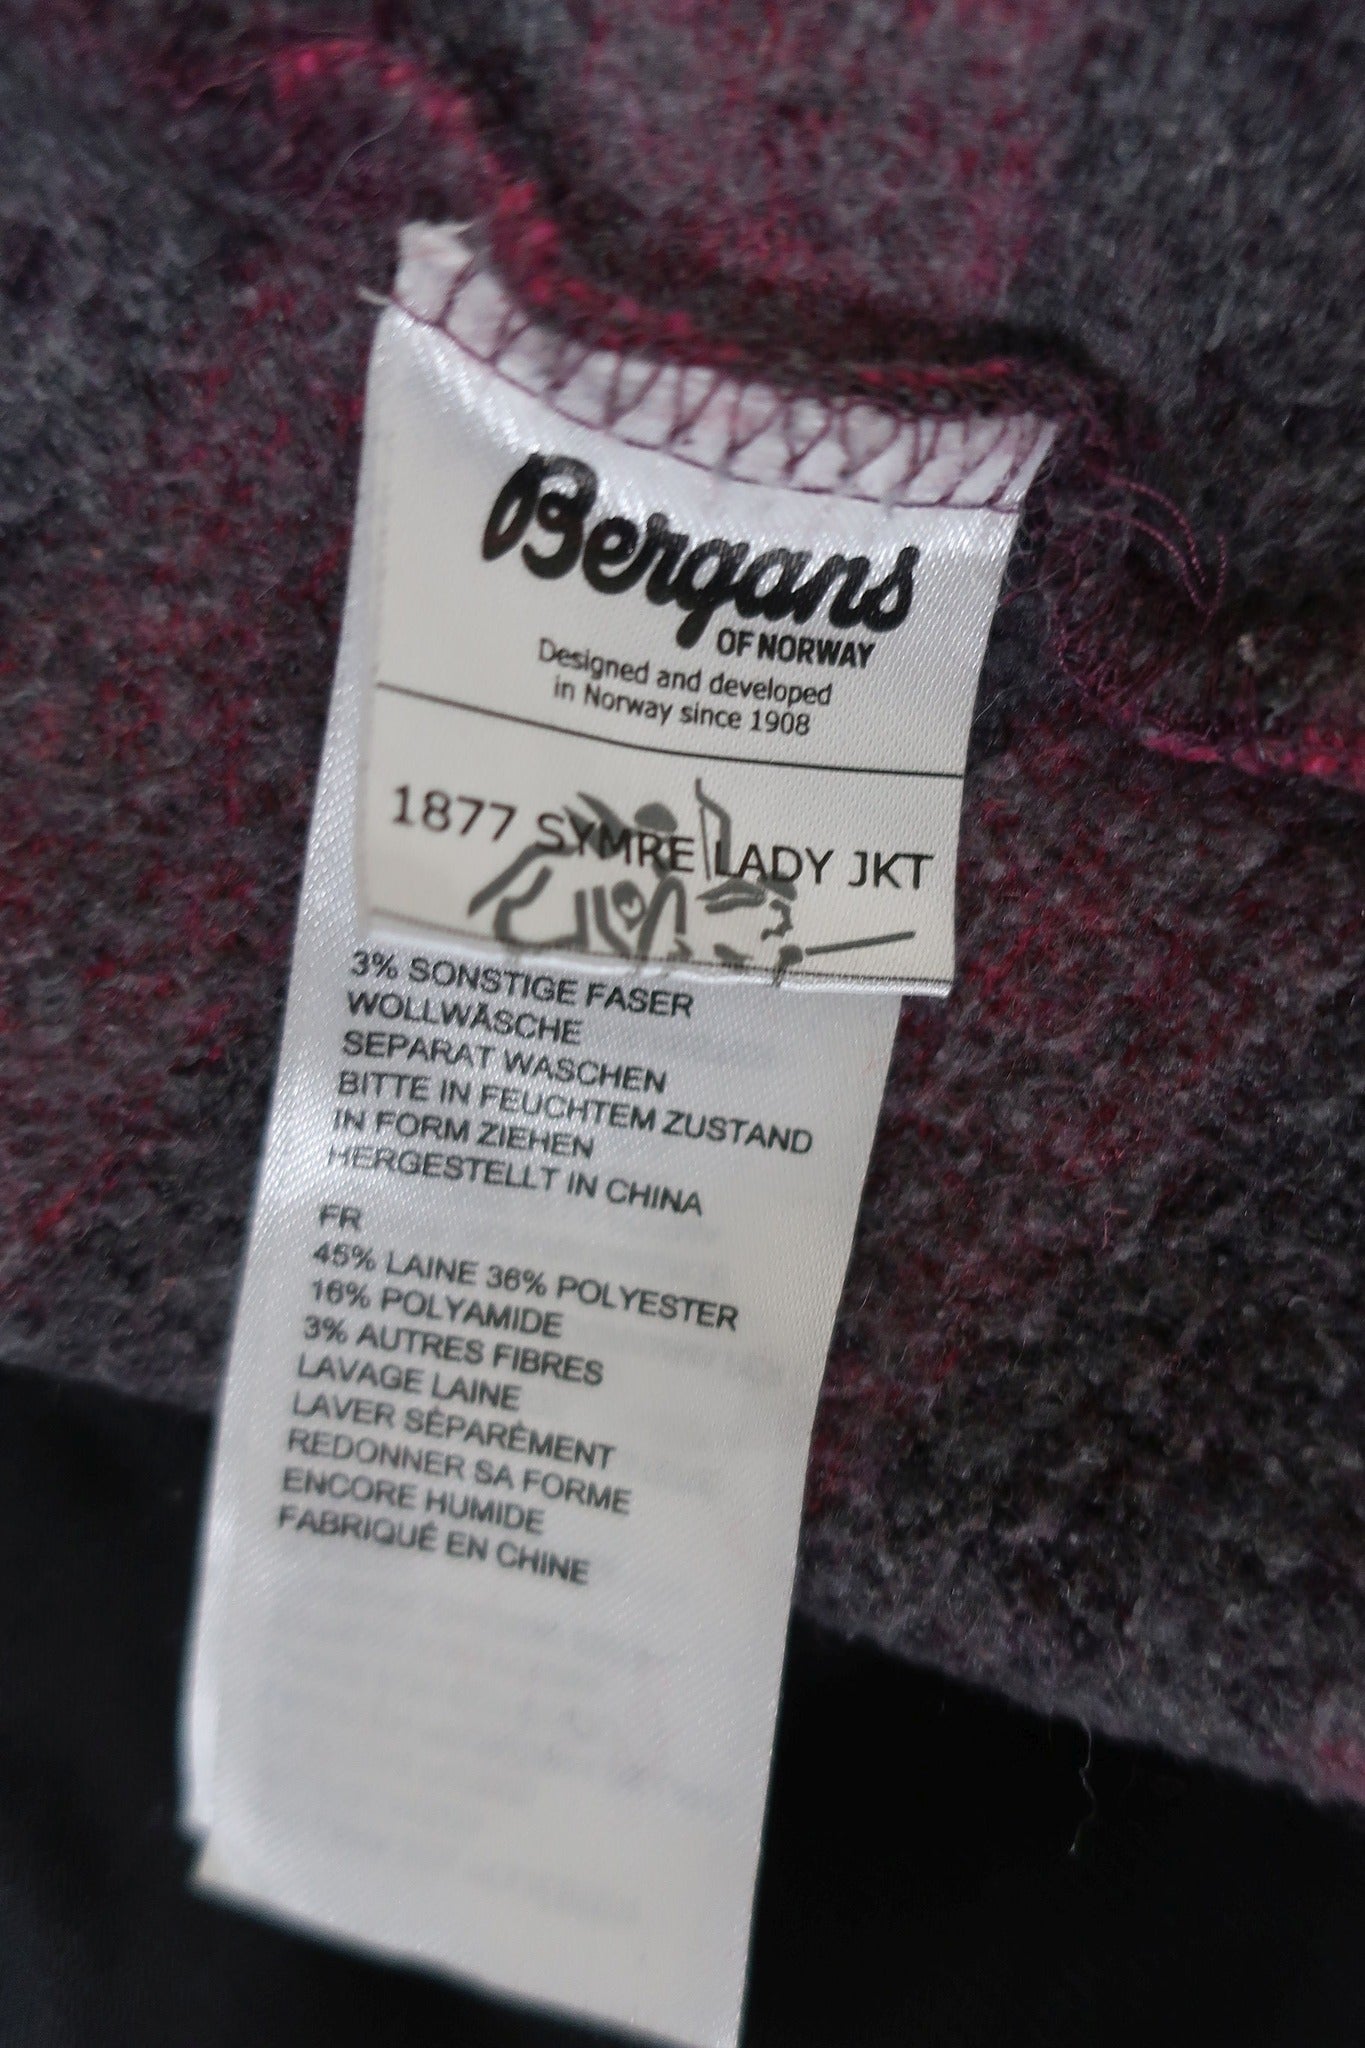 Bergans
OF NORWAY
Designed and developed
in Norway since 1908
1877 SYMRE LADY JKT
3% SONSTIGE FASER
WOLLWÄSCHE
SEPARAT WASCHEN
BITTE IN FEUCHTEM ZUSTAND
IN FORM ZIEHEN
HERGESTELLT IN CHINA
FR
45% LAINE 36% POLYESTER
16% POLYAMIDE
3% AUTRES FIBRES
LAVAGE LAINE
LAVER SÉPARÉMENT
REDONNER SA FORME
ENCORE HUMIDE
FABRIQUÉ EN CHINE